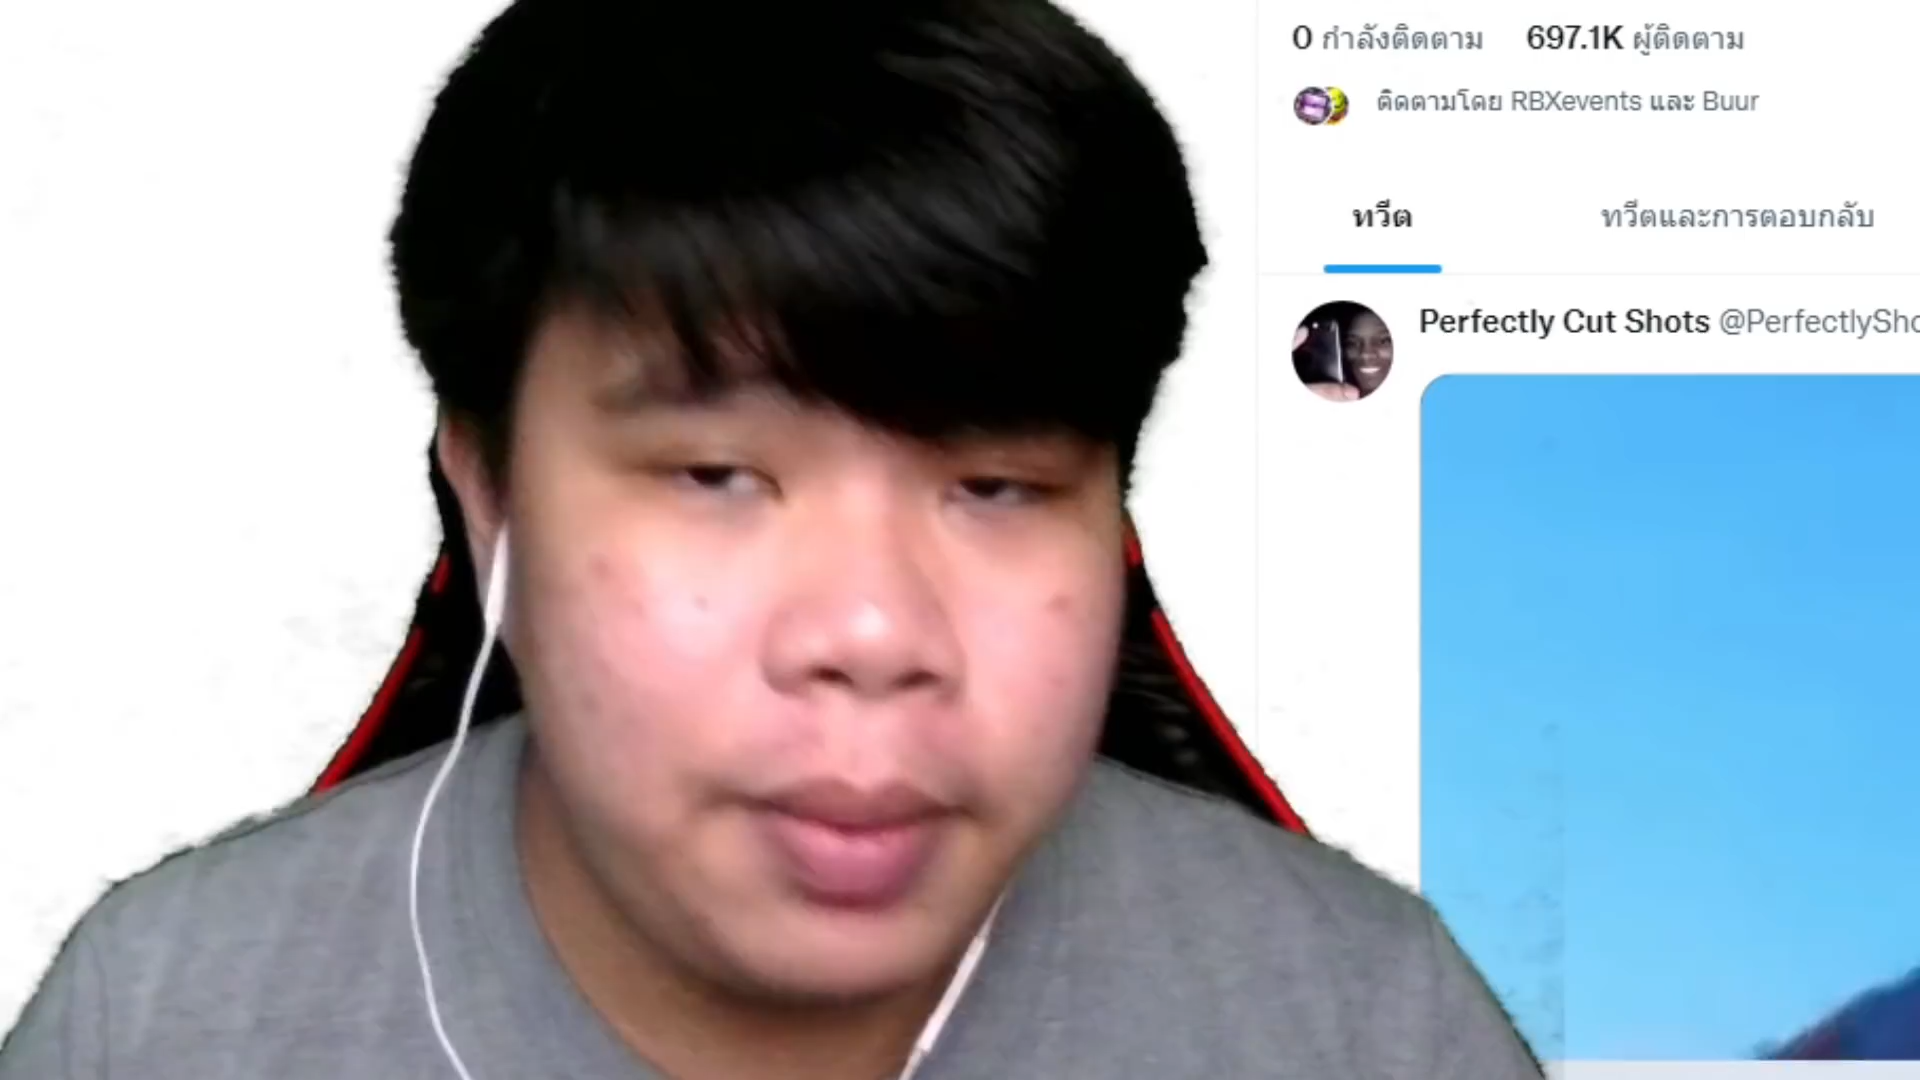 0 กำลังติดตาม 697.1K ผู้ติดตาม
ติดตามโดย RBXevents และ Buur
ทวีต ทวีตและการตอบกลับ
Perfectly Cut Shots @PerfectlySho